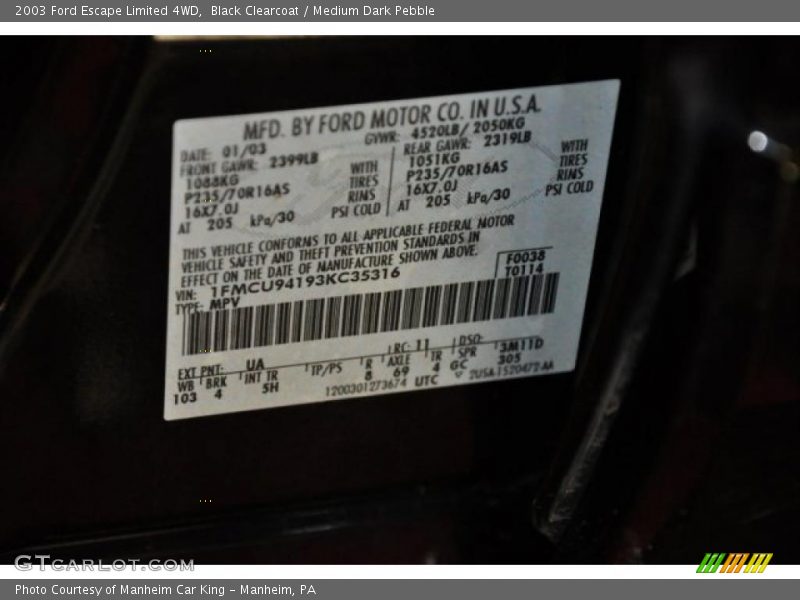 2003 Ford Escape Limited 4WD, Black Clearcoat / Medium Dark Pebble
MFD. BY FORD MOTOR CO. IN U.S.A.
DATE: 01/03 GVWR: 4520LB/ 2050KG
FRONT GAWR: 2399LB REAR GAWR: 2319LB
1088KG WITH 1051KG WITH
P235/70R16AS TIRES P235/70R16AS TIRES
16X7.0J RINS 16X7.0J RINS
AT 205 kPa/30 PSI COLD AT 205 kPa/30 PSI COLD
THIS VEHICLE CONFORMS TO ALL APPLICABLE FEDERAL MOTOR
VEHICLE SAFETY AND THEFT PREVENTION STANDARDS IN
EFFECT ON THE DATE OF MANUFACTURE SHOWN ABOVE.
VIN: 1FMCU94193KC35316 F0038
TYPE: MPV T0114
EXT PNT: UA RC: 11 DSO:
WB BRK INT TR TP/PS R AXLE TR SPR 3M11D
103 4 5H 8 69 4 GC 305
1200301273674 UTC 2USA-1520472-AA
GTCARLOT.COM
Photo Courtesy of Manheim Car King – Manheim, PA